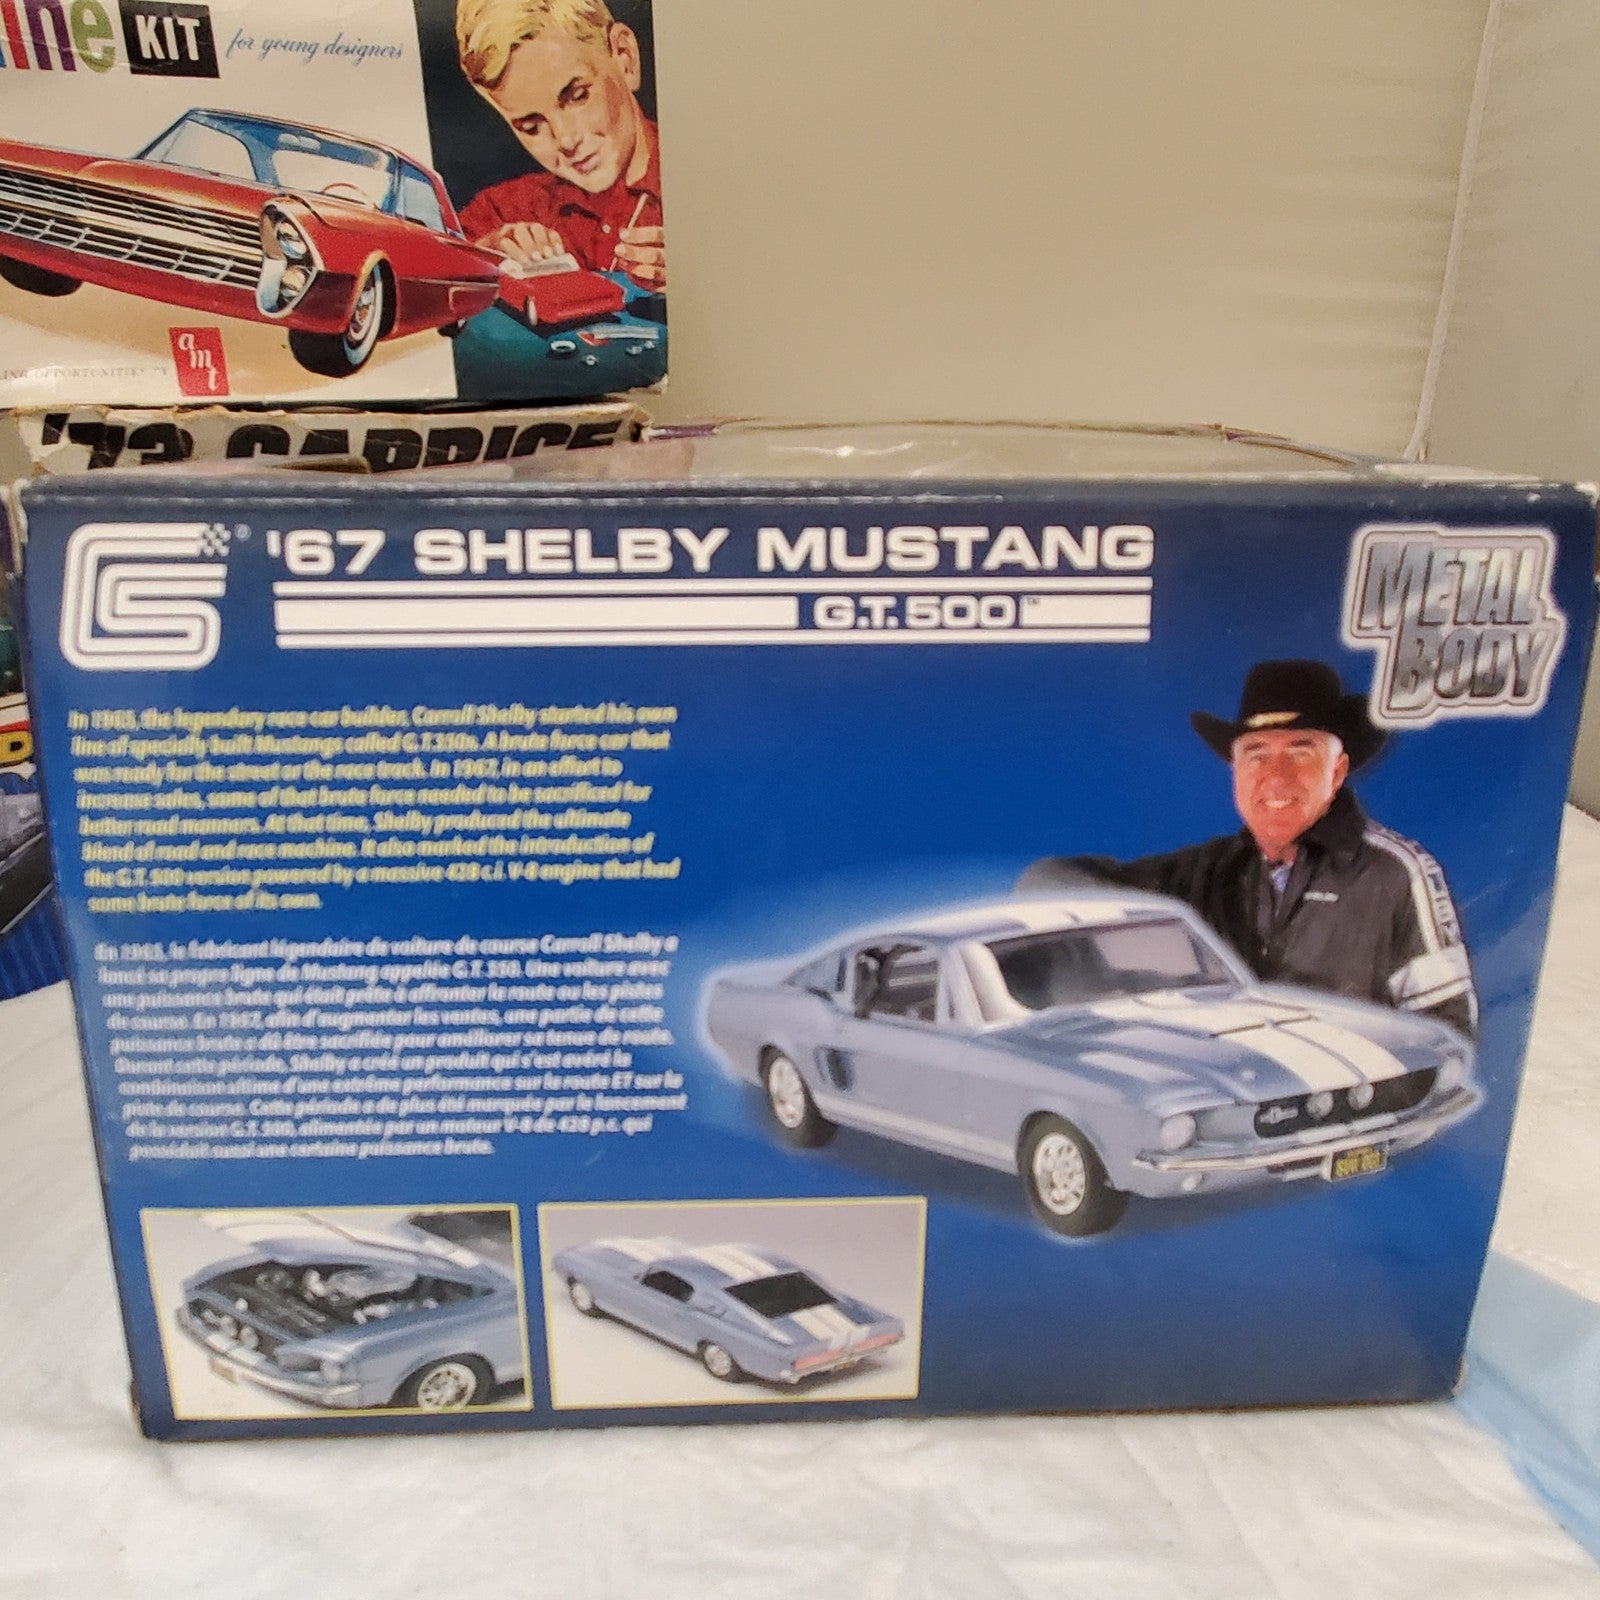 ine KIT for young designers
amt
LING OPPORTUNITIES BY
'73 CAPRICE
CS® '67 SHELBY MUSTANG
G.T. 500™
METAL
BODY
In 1965, the legendary race car builder, Carroll Shelby started his own
line of specially built Mustangs called G.T.350s. A brute force car that
was ready for the street or the race track. In 1967, in an effort to
increase sales, some of that brute force needed to be sacrificed for
better road manners. At that time, Shelby produced the ultimate
blend of road and race machine. It also marked the introduction of
the G.T. 500 version powered by a massive 428 c.i. V-8 engine that had
some brute force of its own.
En 1965, le fabricant légendaire de voiture de course Carroll Shelby a
lancé sa propre ligne de Mustang appelée G.T. 350. Une voiture avec
une puissance brute qui était prête à affronter la route ou les pistes
de course. En 1967, afin d'augmenter les ventes, une partie de cette
puissance brute a dû être sacrifiée pour améliorer sa tenue de route.
Durant cette période, Shelby a créé un produit qui s'est avéré la
combinaison ultime d'une extrême performance sur la route ET sur la
piste de course. Cette période a de plus été marquée par le lancement
de la version G.T. 500, alimentée par un moteur V-8 de 428 p.c. qui
possédait aussi une certaine puissance brute.